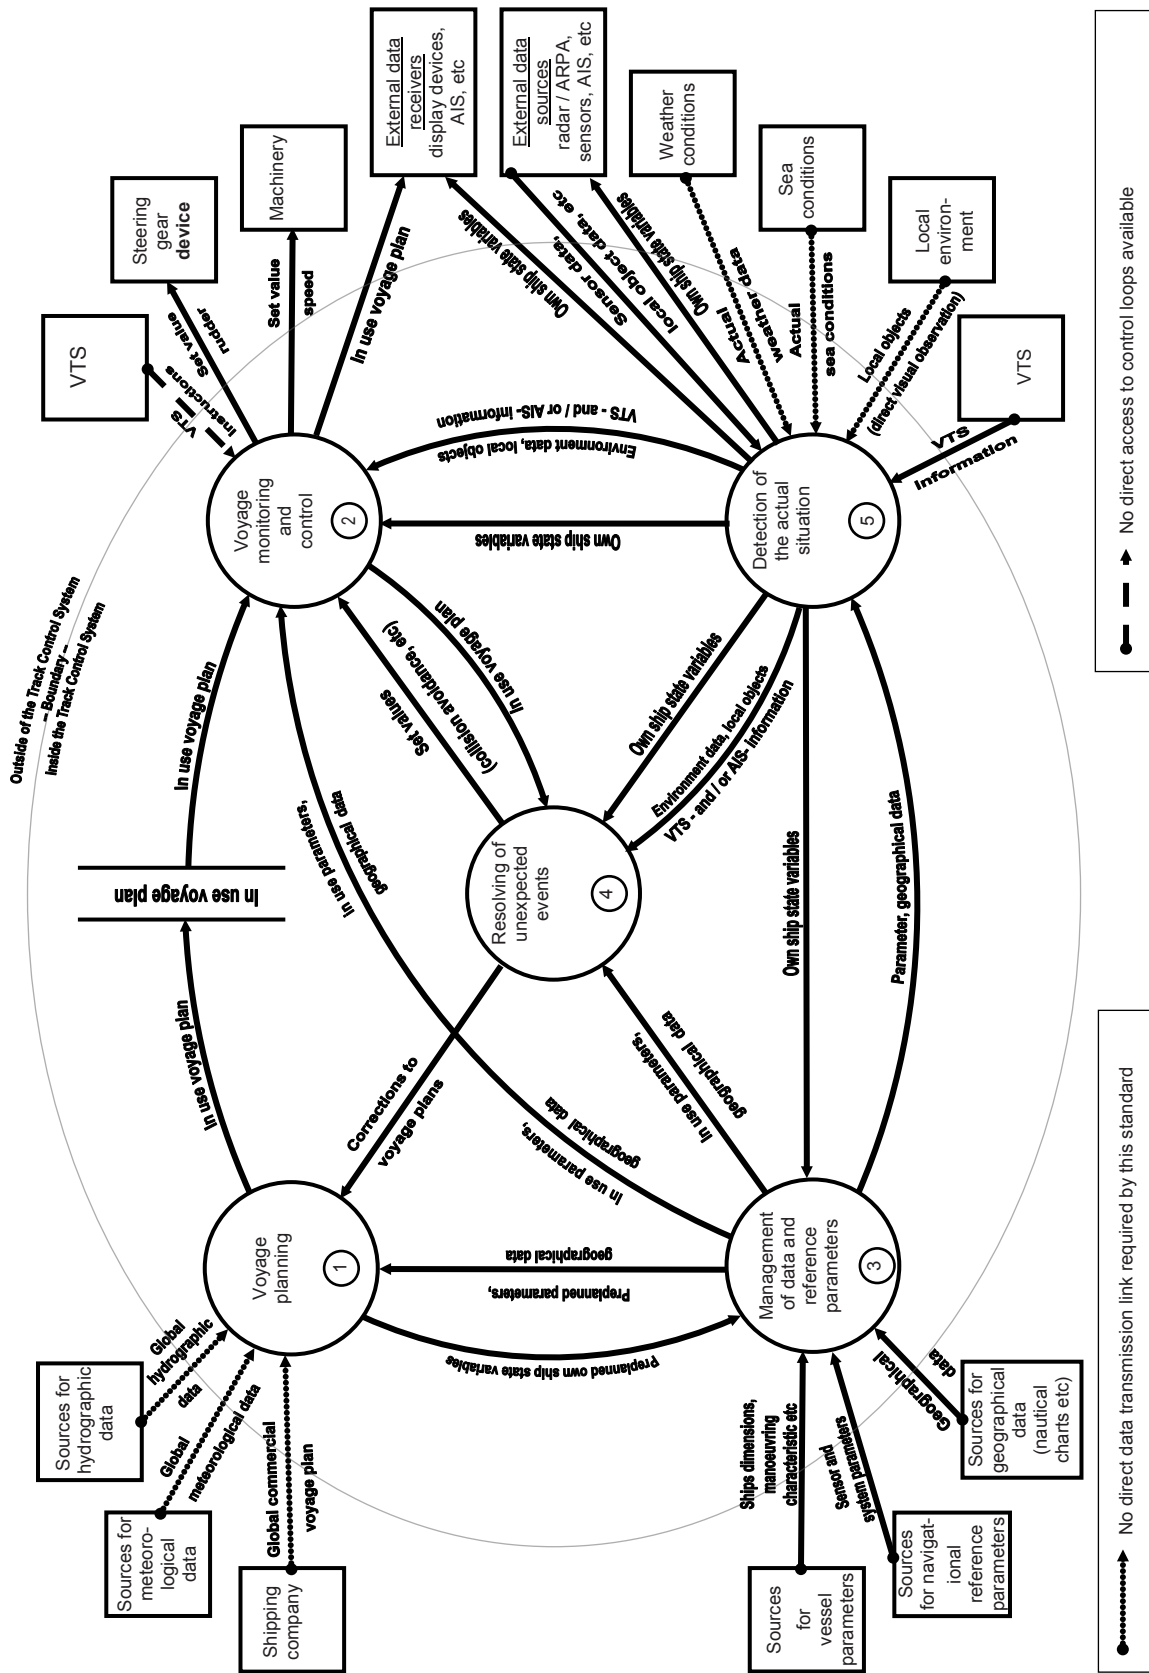 Outside of the Track Control System
– Boundary –
Inside the Track Control System
Sources for
hydrographic
data
Global
hydrographic
data
Sources for
meteoro-
logical
data
Global
meteorological data
Shipping
company
Global commercial
voyage plan
Voyage
planning
1
In use voyage plan
In use voyage plan
In use voyage plan
VTS
VTS
Instructions
Steering
gear
device
Set value
rudder
Machinery
Set value
speed
Voyage
monitoring
and
control
2
In use voyage plan
External data
receivers
display devices,
AIS, etc
Own ship state variables
External data
sources
radar / ARPA,
sensors, AIS, etc
Sensor data,
local object data, etc
Own ship state variables
Weather
conditions
Actual
weather data
Sea
conditions
Actual
sea conditions
Local
environ-
ment
Local objects
(direct visual observation)
VTS
VTS
Information
Detection of
the actual
situation
5
VTS - and / or AIS- information
Environment data, local objects
Own ship state variables
In use voyage plan
Set values
(collision avoidance, etc)
Resolving of
unexpected
events
4
Own ship state variables
Environment data, local objects
VTS - and / or AIS- information
Own ship state variables
Parameter, geographical data
Corrections to
voyage plans
In use parameters,
geographical data
In use parameters,
geographical data
In use parameters,
geographical data
Preplanned parameters,
geographical data
Preplanned own ship state variables
Management
of data and
reference
parameters
3
Sources
for
vessel
parameters
Ships dimensions,
manoeuvring
characteristic etc
Sources
for navigat-
ional
reference
parameters
Sensor and
system parameters
Sources for
geographical
data
(nautical
charts etc)
Geographical
data
No direct data transmission link required by this standard
No direct access to control loops available